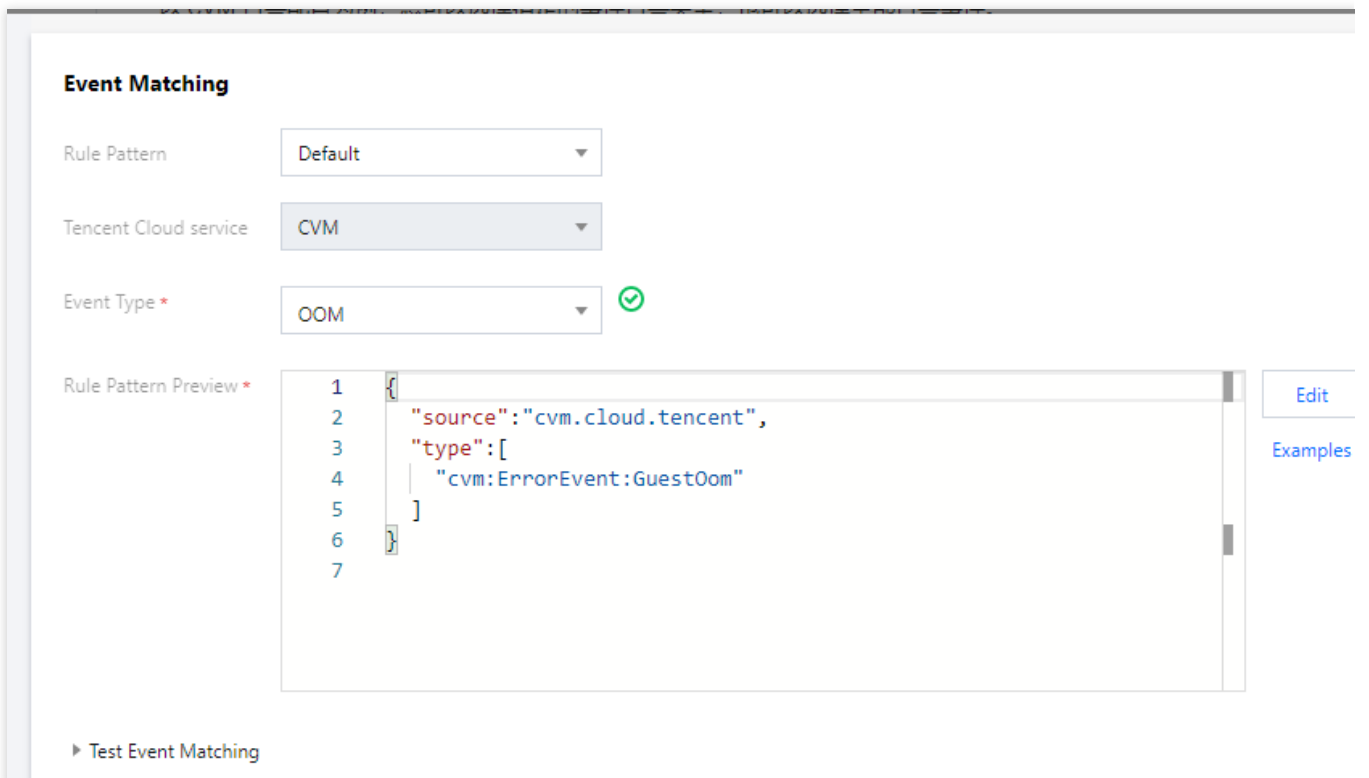 Event Matching
Rule Pattern
Default
Tencent Cloud service
CVM
Event Type *
OOM
Rule Pattern Preview *
1 {
2 "source":"cvm.cloud.tencent",
3 "type":[
4 "cvm:ErrorEvent:GuestOom"
5 ]
6 }
7
Edit
Examples
Test Event Matching